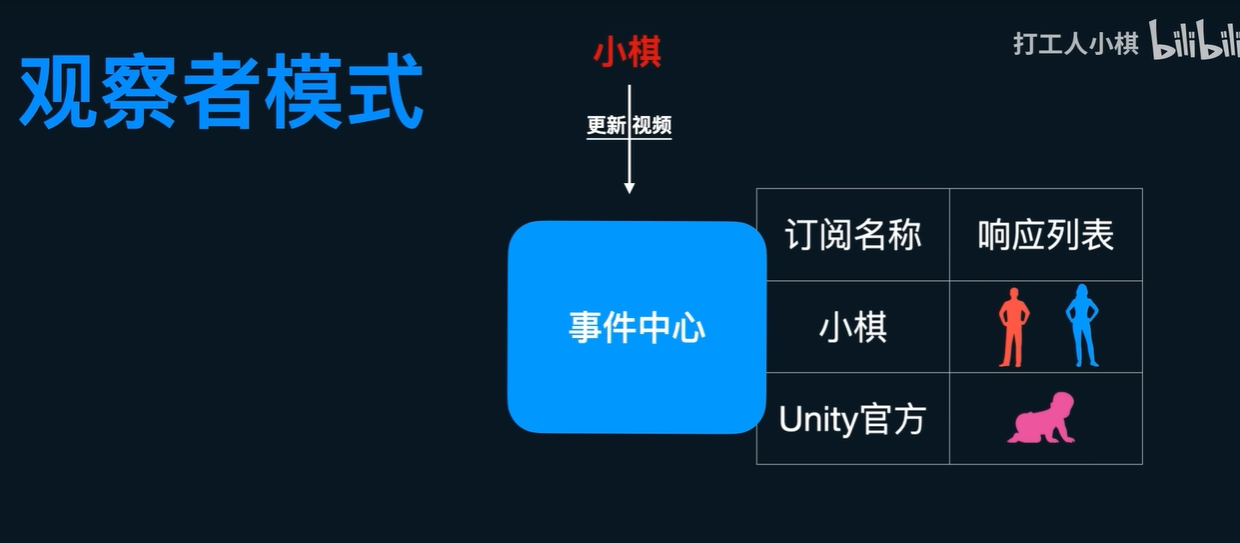 观察者模式
小棋
打工人小棋 bilibili
更新视频
事件中心
订阅名称 响应列表
小棋
Unity官方